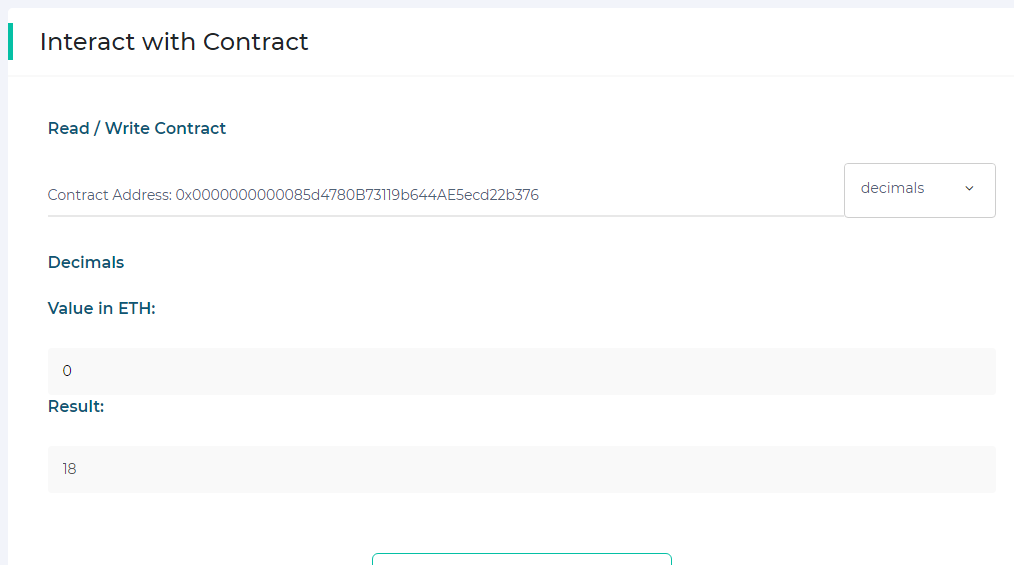 Interact with Contract
Read / Write Contract
Contract Address: 0x0000000000085d4780B73119b644AE5ecd22b376
decimals
Decimals
Value in ETH:
0
Result:
18